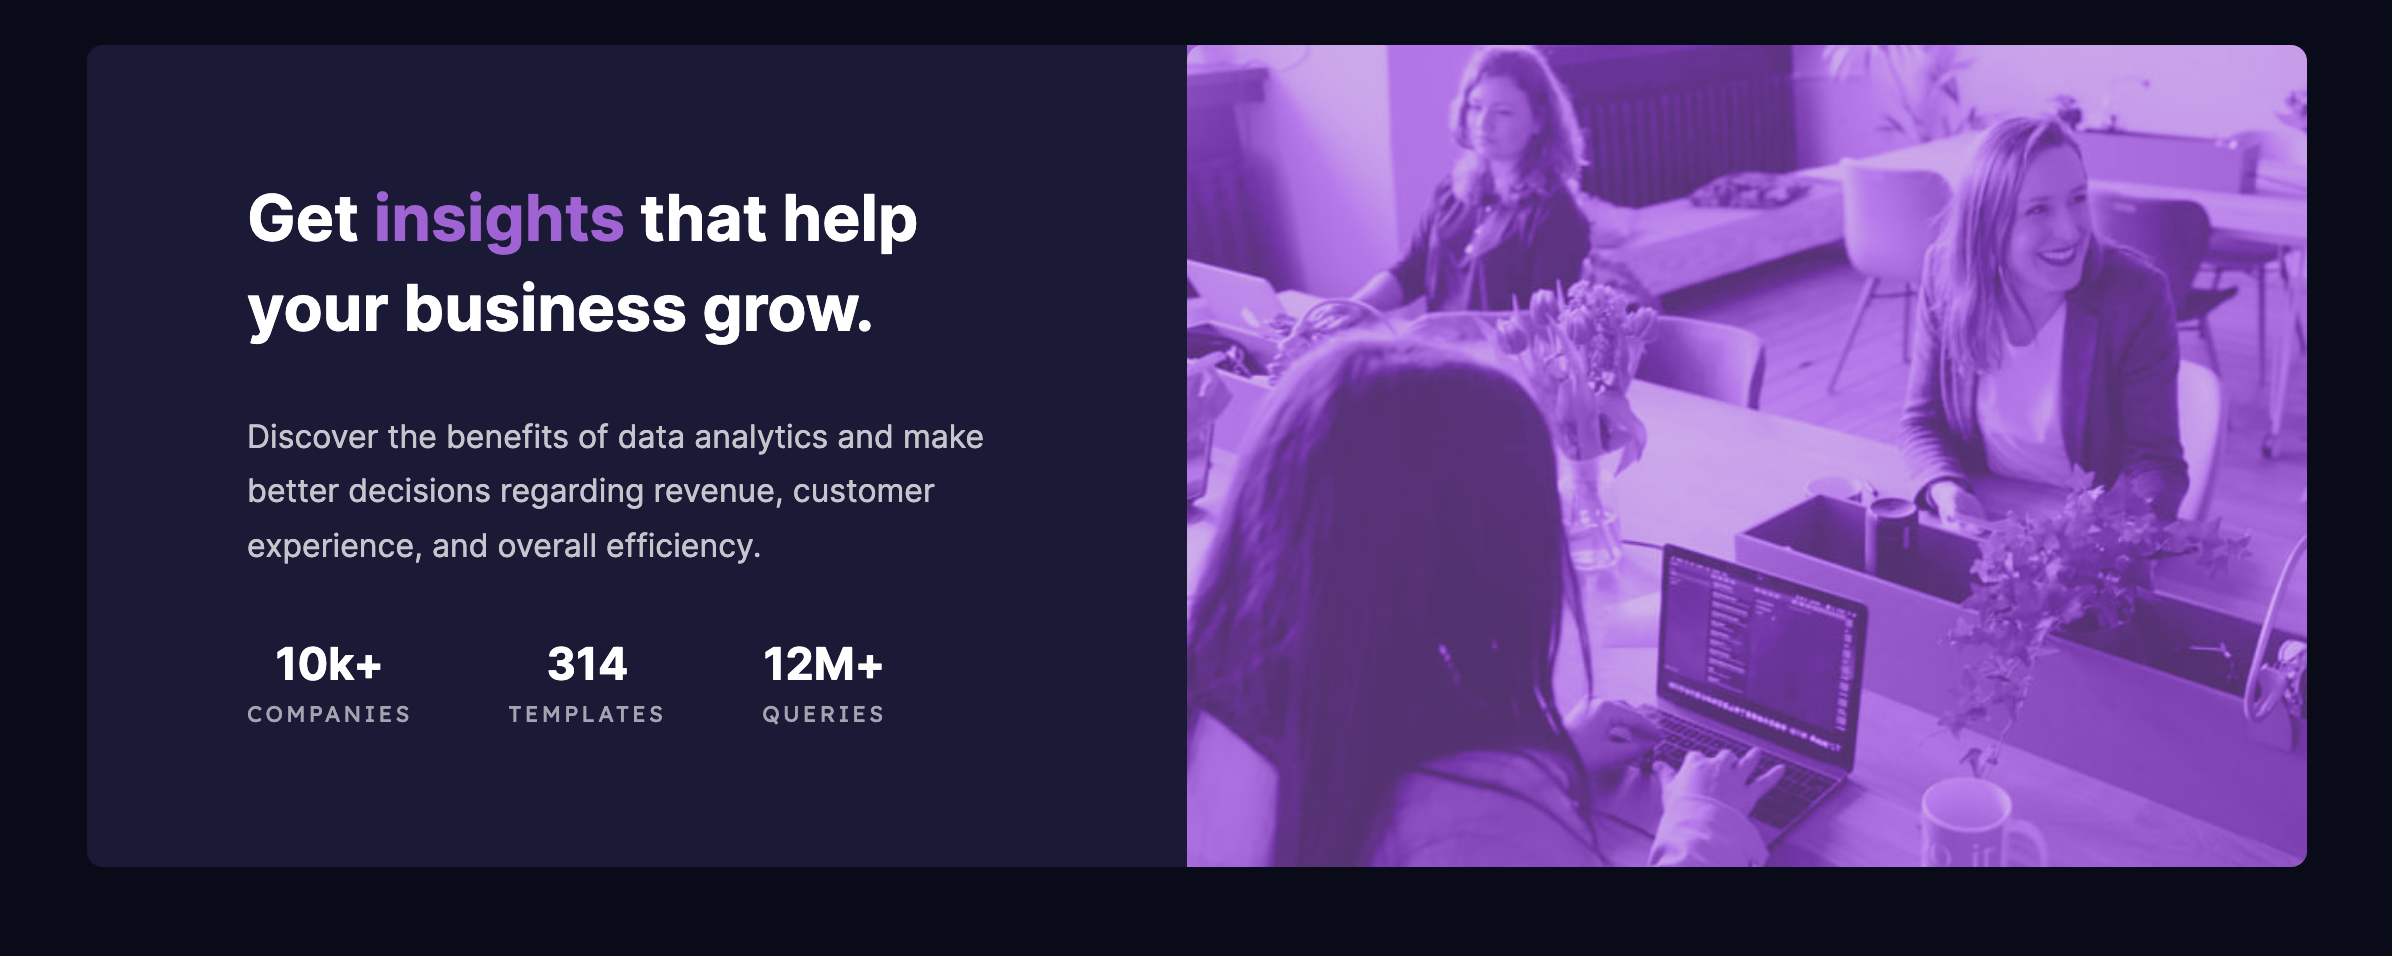 Get insights that help
your business grow.
Discover the benefits of data analytics and make
better decisions regarding revenue, customer
experience, and overall efficiency.
10k+ 314 12M+
COMPANIES TEMPLATES QUERIES